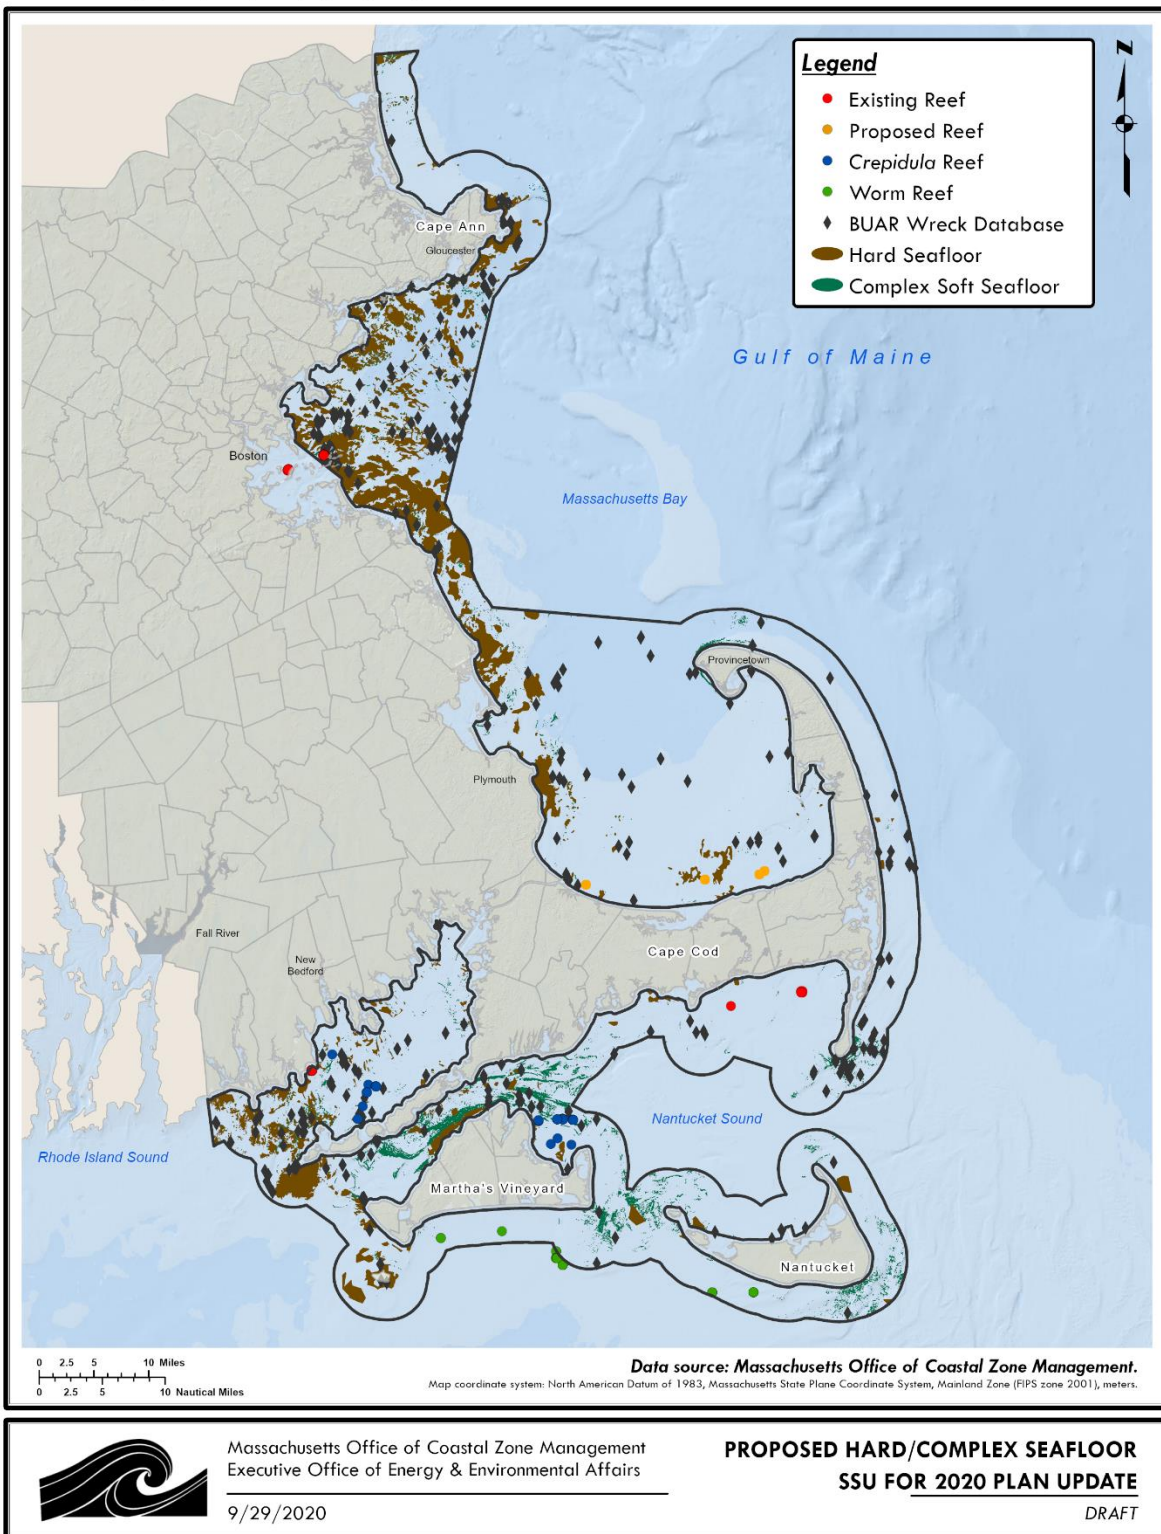 Legend
Existing Reef
Proposed Reef
Crepidula Reef
Worm Reef
BUAR Wreck Database
Hard Seafloor
Complex Soft Seafloor
N
Cape Ann
Gloucester
Gulf of Maine
Boston
Massachusetts Bay
Provincetown
Plymouth
Fall River
New
Bedford
Cape Cod
Nantucket Sound
Rhode Island Sound
Martha's Vineyard
Nantucket
0 2.5 5 10 Miles
0 2.5 5 10 Nautical Miles
Data source: Massachusetts Office of Coastal Zone Management.
Map coordinate system: North American Datum of 1983, Massachusetts State Plane Coordinate System, Mainland Zone (FIPS zone 2001), meters.
Massachusetts Office of Coastal Zone Management
Executive Office of Energy & Environmental Affairs
9/29/2020
PROPOSED HARD/COMPLEX SEAFLOOR
SSU FOR 2020 PLAN UPDATE
DRAFT